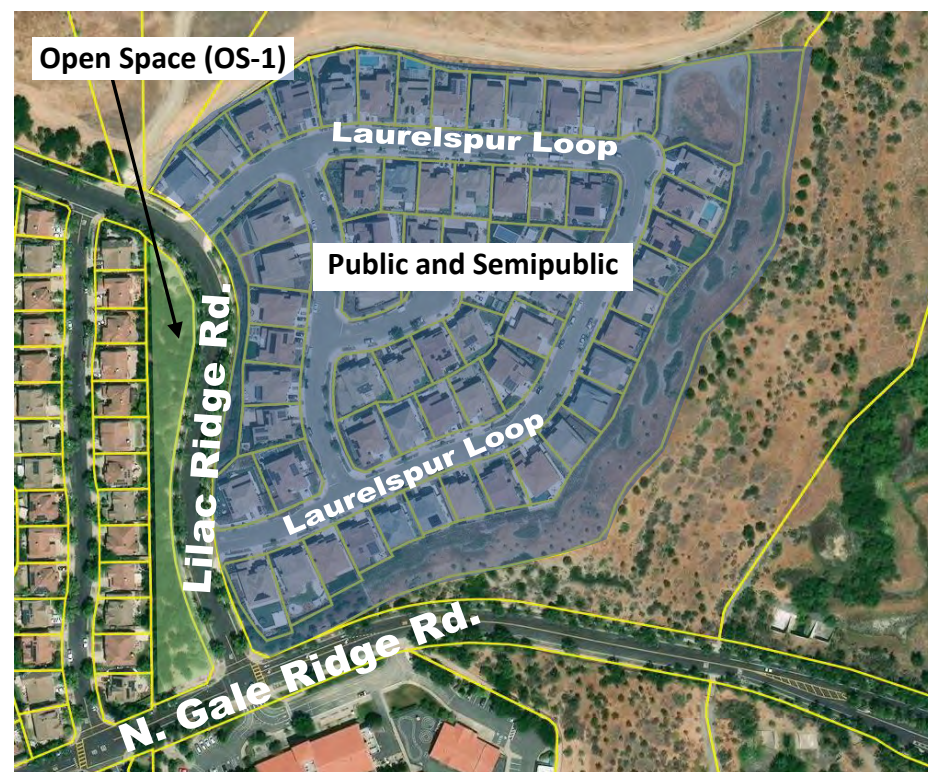 Open Space (OS-1)
Laurelspur Loop
Public and Semipublic
Lilac Ridge Rd.
Laurelspur Loop
N. Gale Ridge Rd.